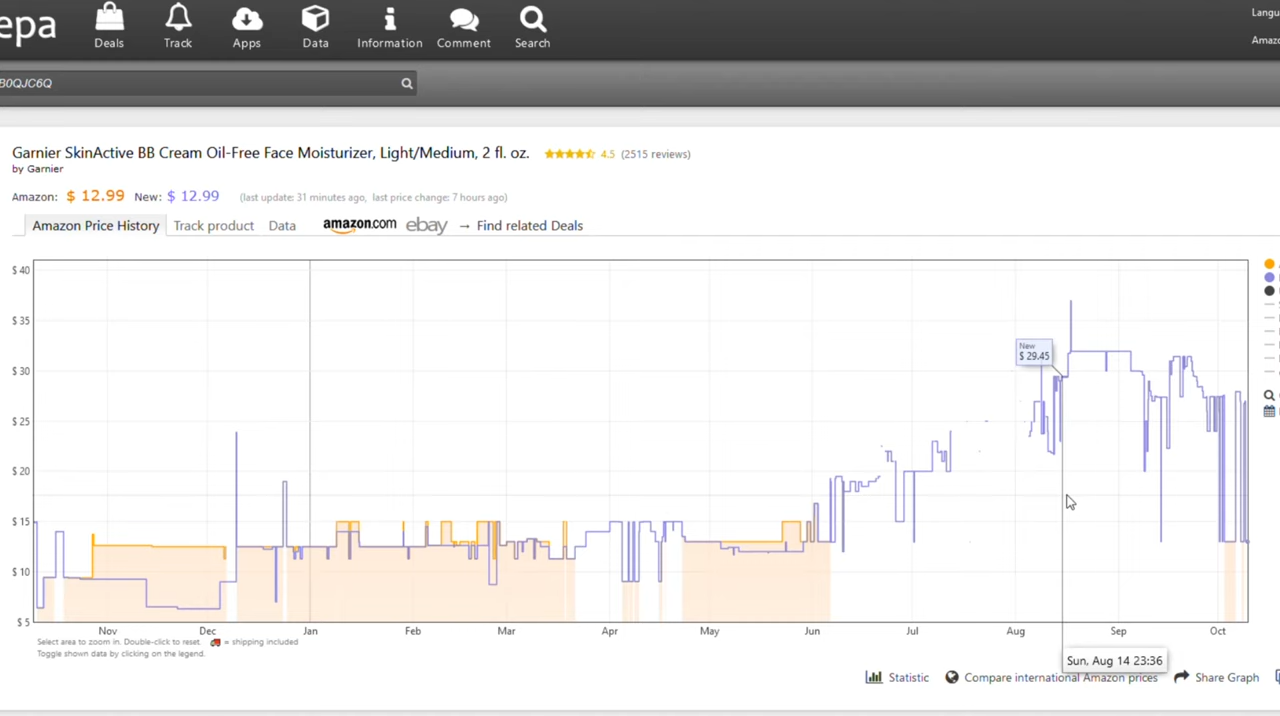 epa
Deals
Track
Apps
Data
Information
Comment
Search
Langu
Amazo
B0QJC6Q
Garnier SkinActive BB Cream Oil-Free Face Moisturizer, Light/Medium, 2 fl. oz. 4.5 (2515 reviews)
by Garnier
Amazon: $ 12.99 New: $ 12.99 (last update: 31 minutes ago, last price change: 7 hours ago)
Amazon Price History Track product Data amazon.com ebay → Find related Deals
$ 40
$ 35
$ 30
$ 25
$ 20
$ 15
$ 10
$ 5
New
$ 29.45
Nov Dec Jan Feb Mar Apr May Jun Jul Aug Sep Oct
Select area to zoom in. Double-click to reset. = shipping included
Toggle shown data by clicking on the legend.
Sun, Aug 14 23:36
Statistic Compare international Amazon prices Share Graph